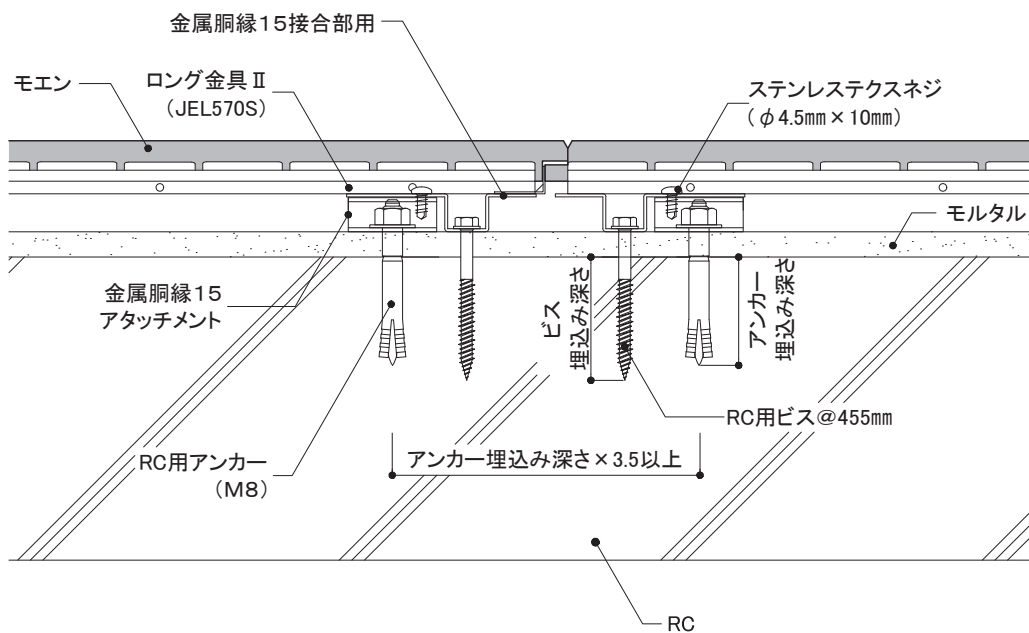 金属胴縁15接合部用
モエン
ロング金具Ⅱ
(JEL570S)
ステンレステクスネジ
(φ4.5mm×10mm)
モルタル
金属胴縁15
アタッチメント
ビス
埋込み深さ
アンカー
埋込み深さ
RC用ビス@455mm
RC用アンカー
(M8)
アンカー埋込み深さ×3.5以上
RC